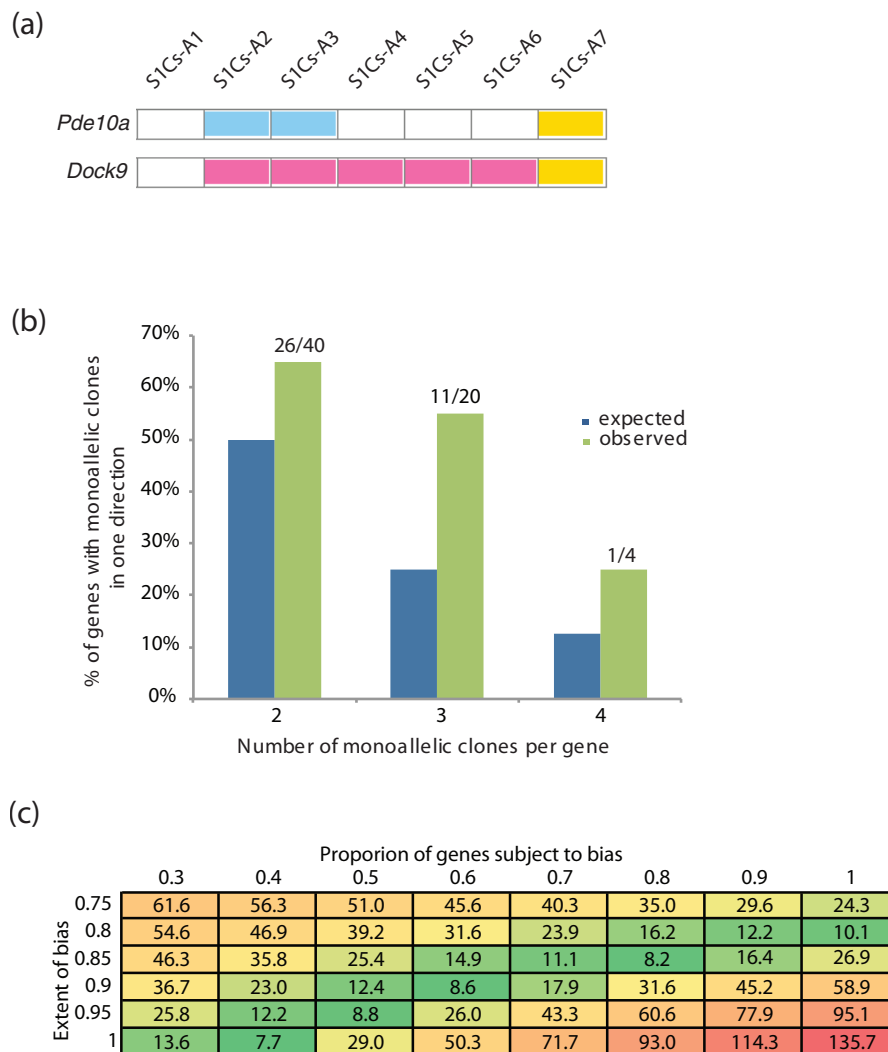 (a)
S1Cs-A1 S1Cs-A2 S1Cs-A3 S1Cs-A4 S1Cs-A5 S1Cs-A6 S1Cs-A7
Pde10a
Dock9
(b)
70%
60%
50%
40%
30%
20%
10%
0%
% of genes with monoallelic clones
in one direction
26/40
11/20
1/4
expected
observed
2 3 4
Number of monoallelic clones per gene
(c)
Proporion of genes subject to bias
0.3 0.4 0.5 0.6 0.7 0.8 0.9 1
Extent of bias
0.75 61.6 56.3 51.0 45.6 40.3 35.0 29.6 24.3
0.8 54.6 46.9 39.2 31.6 23.9 16.2 12.2 10.1
0.85 46.3 35.8 25.4 14.9 11.1 8.2 16.4 26.9
0.9 36.7 23.0 12.4 8.6 17.9 31.6 45.2 58.9
0.95 25.8 12.2 8.8 26.0 43.3 60.6 77.9 95.1
1 13.6 7.7 29.0 50.3 71.7 93.0 114.3 135.7